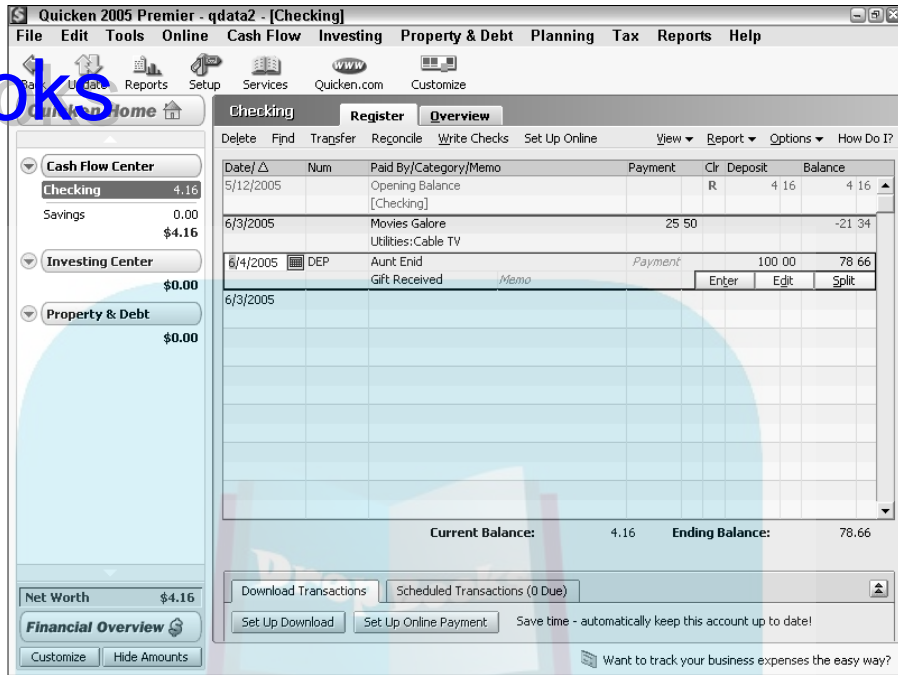 Quicken 2005 Premier - qdata2 - [Checking]
File Edit Tools Online Cash Flow Investing Property & Debt Planning Tax Reports Help
Back Update Reports Setup Services Quicken.com Customize
oks
Quicken Home
Checking Register Overview
Delete Find Transfer Reconcile Write Checks Set Up Online View Report Options How Do I?
Cash Flow Center
Checking 4.16
Savings 0.00
$4.16
Investing Center
$0.00
Property & Debt
$0.00
Date/ Num Paid By/Category/Memo Payment Clr Deposit Balance
5/12/2005 Opening Balance R 4 16 4 16
[Checking]
6/3/2005 Movies Galore 25 50 -21 34
Utilities:Cable TV
6/4/2005 DEP Aunt Enid Payment 100 00 78 66
Gift Received Memo Enter Edit Split
6/3/2005
Current Balance: 4.16 Ending Balance: 78.66
Drop Looks
Net Worth $4.16
Financial Overview
Customize Hide Amounts
Download Transactions Scheduled Transactions (0 Due)
Set Up Download Set Up Online Payment Save time - automatically keep this account up to date!
Want to track your business expenses the easy way?